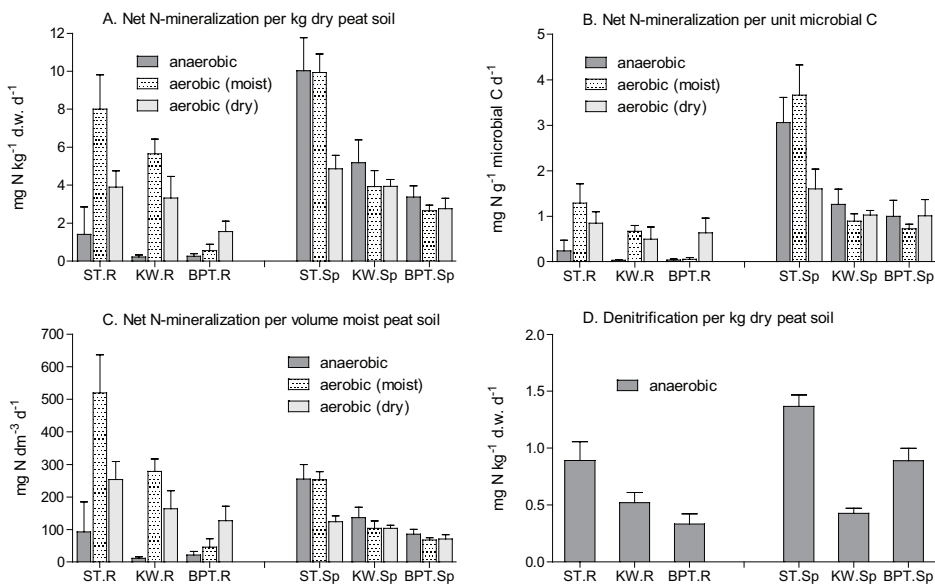 A. Net N-mineralization per kg dry peat soil
mg N kg⁻¹ d.w. d⁻¹
12
10
8
6
4
2
0
anaerobic
aerobic (moist)
aerobic (dry)
ST.R KW.R BPT.R ST.Sp KW.Sp BPT.Sp
B. Net N-mineralization per unit microbial C
mg N g⁻¹ microbial C d⁻¹
5
4
3
2
1
0
anaerobic
aerobic (moist)
aerobic (dry)
ST.R KW.R BPT.R ST.Sp KW.Sp BPT.Sp
C. Net N-mineralization per volume moist peat soil
mg N dm⁻³ d⁻¹
700
600
500
400
300
200
100
0
anaerobic
aerobic (moist)
aerobic (dry)
ST.R KW.R BPT.R ST.Sp KW.Sp BPT.Sp
D. Denitrification per kg dry peat soil
mg N kg⁻¹ d.w. d⁻¹
2.0
1.5
1.0
0.5
0.0
anaerobic
ST.R KW.R BPT.R ST.Sp KW.Sp BPT.Sp